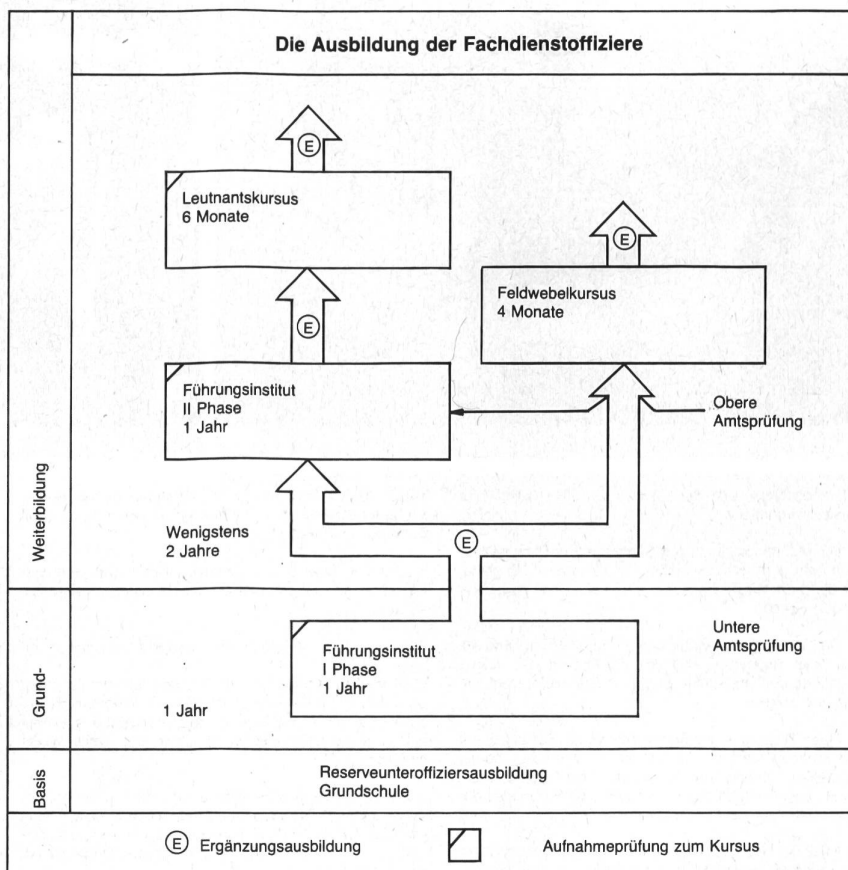 Die Ausbildung der Fachdienstoffiziere
E
Leutnantskursus
6 Monate
E
Feldwebelkursus
4 Monate
E
Führungsinstitut
II Phase
1 Jahr
Obere
Amtsprüfung
Weiterbildung
Wenigstens
2 Jahre
E
Grund-
1 Jahr
Führungsinstitut
I Phase
1 Jahr
Untere
Amtsprüfung
Basis
Reserveunteroffiziersausbildung
Grundschule
E Ergänzungsausbildung
Aufnahmeprüfung zum Kursus